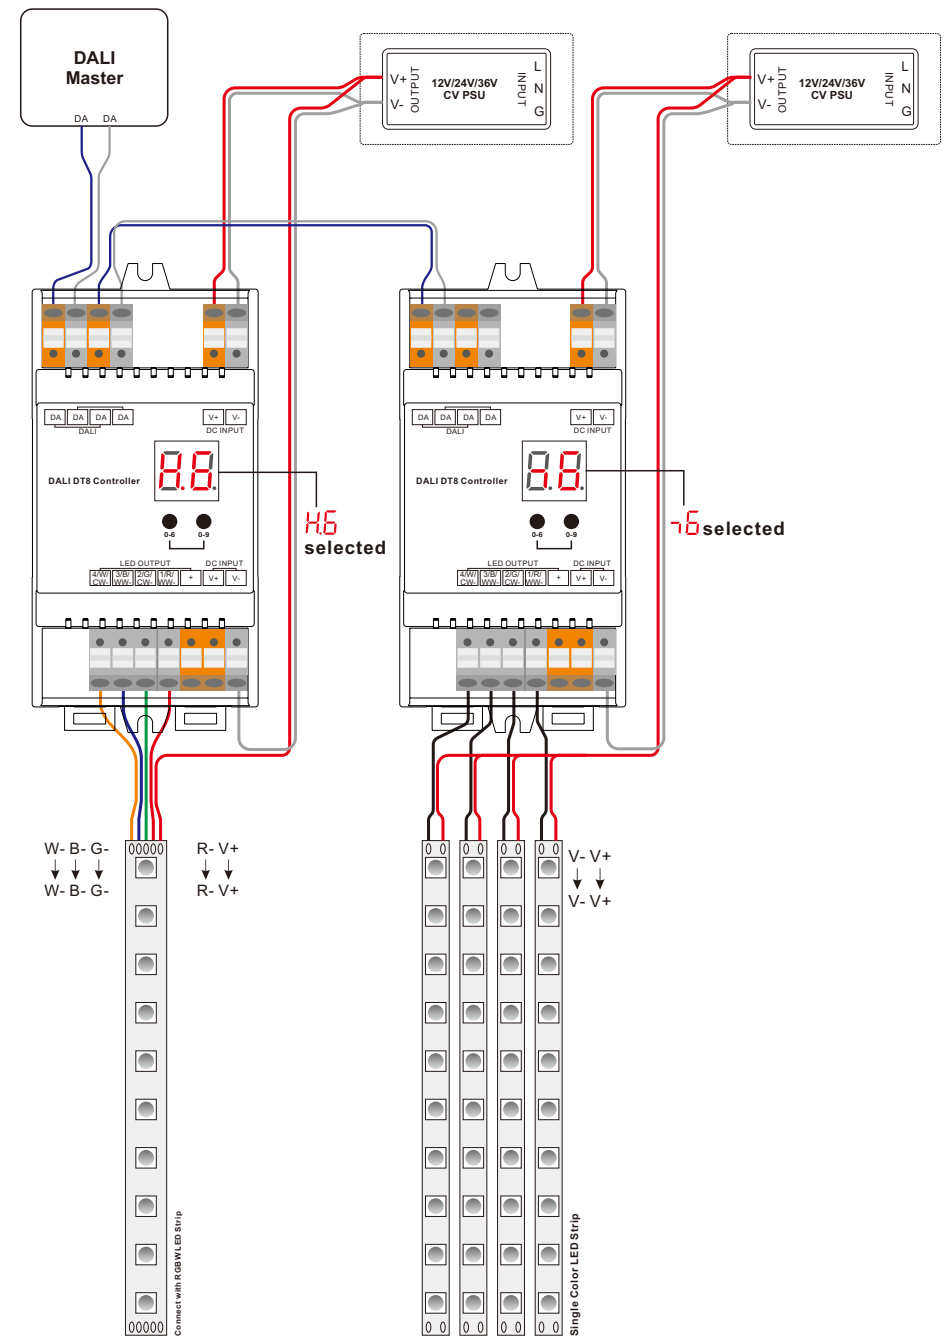 DALI
Master
DA DA
V+
V-
OUTPUT
12V/24V/36V
CV PSU
INPUT
L
N
G
V+
V-
OUTPUT
12V/24V/36V
CV PSU
INPUT
L
N
G
DA DA DA DA
DALI
V+ V-
DC INPUT
DALI DT8 Controller
8.6
0-6 0-9
H.6
selected
LED OUTPUT DC INPUT
4/W/CW- 3/B/WW- 2/G/CW- 1/R/WW- + V+ V-
DA DA DA DA
DALI
V+ V-
DC INPUT
DALI DT8 Controller
0-6 0-9
selected
LED OUTPUT DC INPUT
4/W/CW- 3/B/WW- 2/G/CW- 1/R/WW- + V+ V-
W- B- G- R- V+
W- B- G- R- V+
V- V+
V- V+
Connect with RGBW LED Strip
Single Color LED Strip